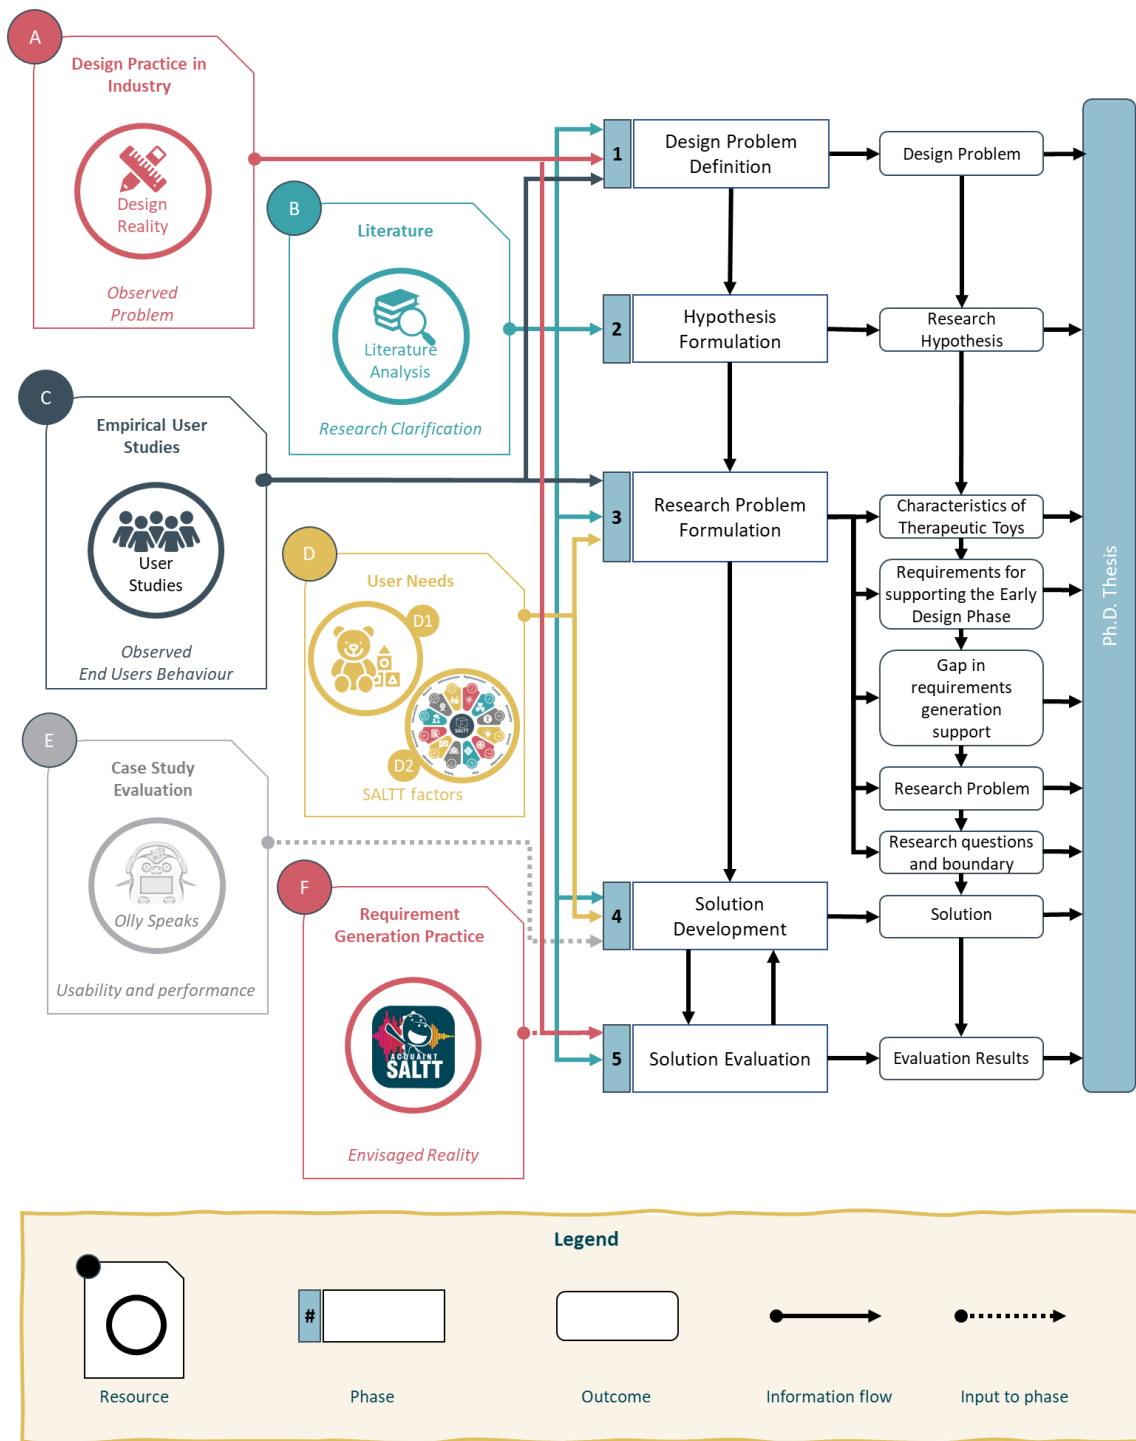 A
Design Practice in
Industry
Design
Reality
Observed
Problem
B
Literature
Literature
Analysis
Research Clarification
C
Empirical User
Studies
User
Studies
Observed
End Users Behaviour
D
User Needs
D1
SALTT
D2
SALTT factors
E
Case Study
Evaluation
Olly Speaks
Usability and performance
F
Requirement
Generation Practice
ACQUAINT
SALTT
Envisaged Reality
1
Design Problem
Definition
2
Hypothesis
Formulation
3
Research Problem
Formulation
4
Solution
Development
5
Solution Evaluation
Design Problem
Research
Hypothesis
Characteristics of
Therapeutic Toys
Requirements for
supporting the Early
Design Phase
Gap in
requirements
generation
support
Research Problem
Research questions
and boundary
Solution
Evaluation Results
Ph.D. Thesis
Legend
#
Resource
Phase
Outcome
Information flow
Input to phase